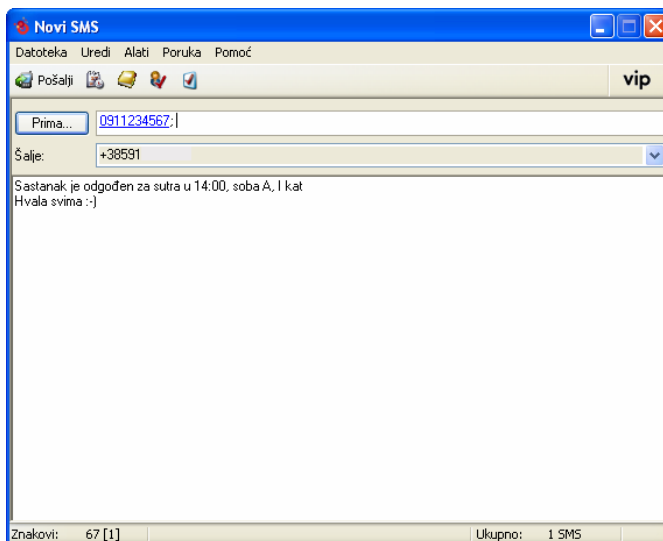 Novi SMS
Datoteka Uredi Alati Poruka Pomoć
Pošalji vip
Prima... 0911234567;
Šalje: +38591
Sastanak je odgođen za sutra u 14:00, soba A, I kat
Hvala svima :-)
Znakovi: 67 [1] Ukupno: 1 SMS